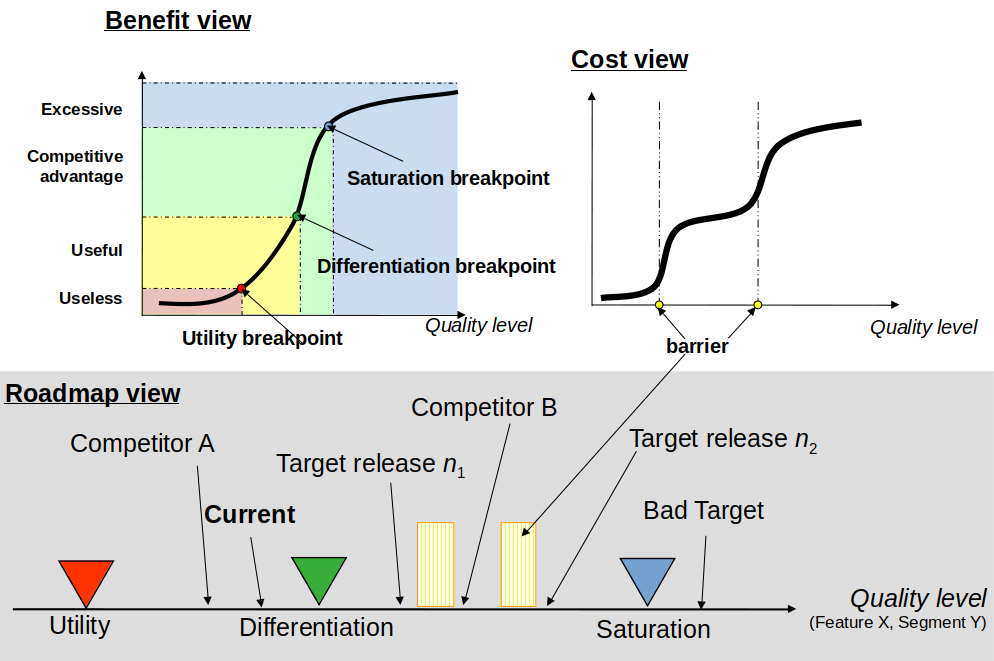 Benefit view
Excessive
Competitive
advantage
Useful
Useless
Saturation breakpoint
Differentiation breakpoint
Utility breakpoint
Quality level
Cost view
Quality level
barrier
Roadmap view
Competitor A
Current
Target release n1
Competitor B
Target release n2
Bad Target
Utility
Differentiation
Saturation
Quality level
(Feature X, Segment Y)